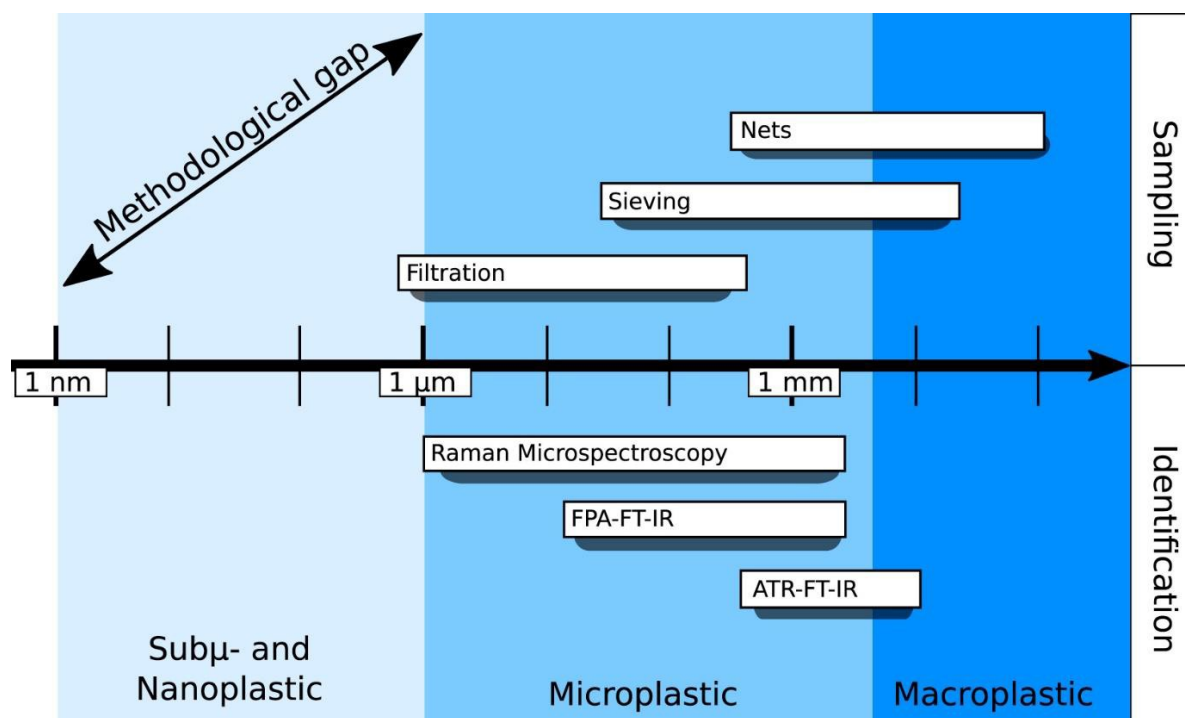 Methodological gap
Nets
Sieving
Filtration
Sampling
1 nm
1 µm
1 mm
Raman Microspectroscopy
FPA-FT-IR
ATR-FT-IR
Identification
Subµ- and
Nanoplastic
Microplastic
Macroplastic